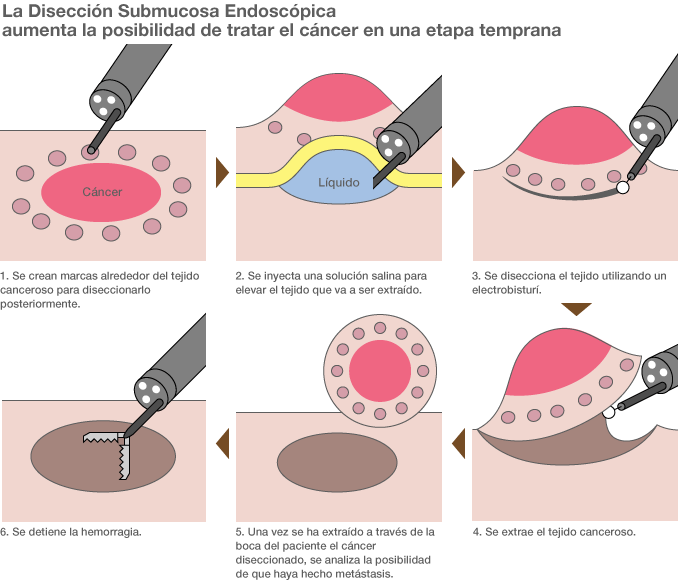 La Disección Submucosa Endoscópica
aumenta la posibilidad de tratar el cáncer en una etapa temprana
Cáncer
Líquido
1. Se crean marcas alrededor del tejido
canceroso para diseccionarlo
posteriormente.
2. Se inyecta una solución salina para
elevar el tejido que va a ser extraído.
3. Se disecciona el tejido utilizando un
electrobisturí.
6. Se detiene la hemorragia.
5. Una vez se ha extraído a través de la
boca del paciente el cáncer
diseccionado, se analiza la posibilidad
de que haya hecho metástasis.
4. Se extrae el tejido canceroso.